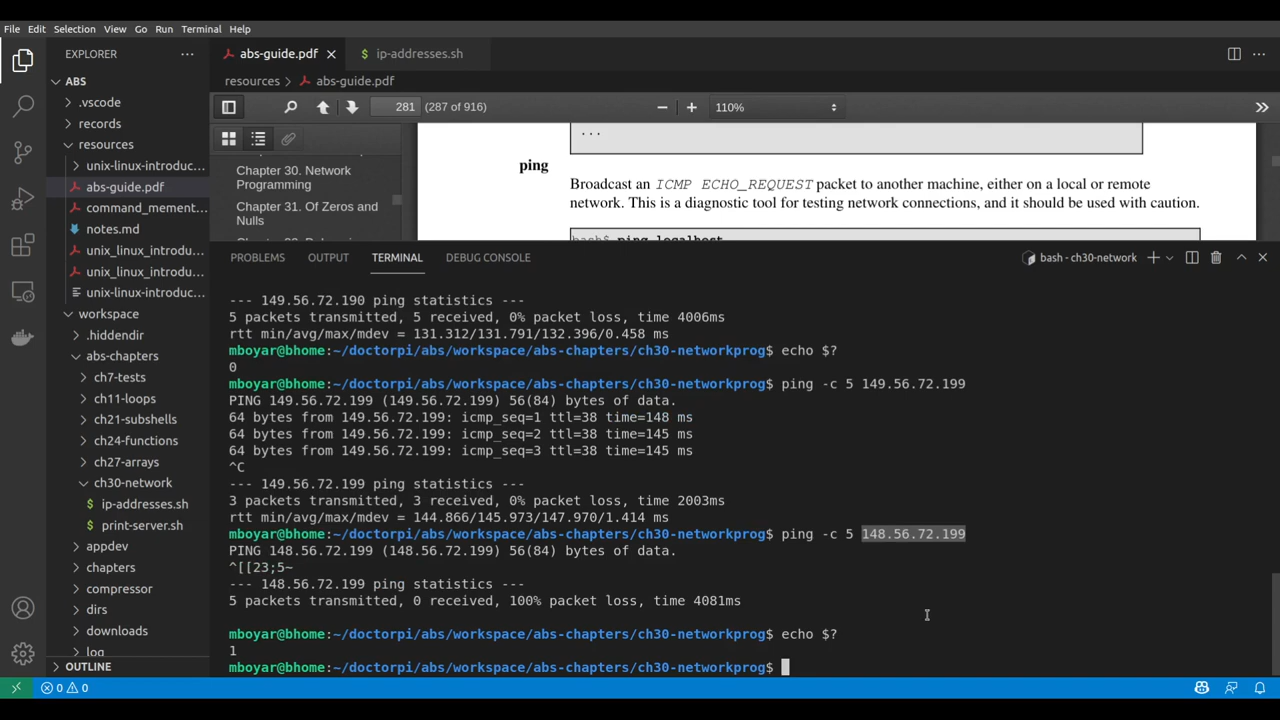 File Edit Selection View Go Run Terminal Help
EXPLORER
ABS
.vscode
records
resources
unix-linux-introduc...
abs-guide.pdf
command_mement...
notes.md
unix_linux_introdu...
unix_linux_introdu...
unix-linux-introduc...
workspace
.hiddendir
abs-chapters
ch7-tests
ch11-loops
ch21-subshells
ch24-functions
ch27-arrays
ch30-network
ip-addresses.sh
print-server.sh
appdev
chapters
compressor
dirs
downloads
log
OUTLINE
abs-guide.pdf ip-addresses.sh
resources > abs-guide.pdf
281 (287 of 916) 110%
Chapter 30. Network
Programming
Chapter 31. Of Zeros and
Nulls
...
ping
Broadcast an ICMP ECHO_REQUEST packet to another machine, either on a local or remote
network. This is a diagnostic tool for testing network connections, and it should be used with caution.
bash$ ping localhost
PROBLEMS OUTPUT TERMINAL DEBUG CONSOLE bash - ch30-network
--- 149.56.72.190 ping statistics ---
5 packets transmitted, 5 received, 0% packet loss, time 4006ms
rtt min/avg/max/mdev = 131.312/131.791/132.396/0.458 ms
mboyar@bhome:~/doctorpi/abs/workspace/abs-chapters/ch30-networkprog$ echo $?
0
mboyar@bhome:~/doctorpi/abs/workspace/abs-chapters/ch30-networkprog$ ping -c 5 149.56.72.199
PING 149.56.72.199 (149.56.72.199) 56(84) bytes of data.
64 bytes from 149.56.72.199: icmp_seq=1 ttl=38 time=148 ms
64 bytes from 149.56.72.199: icmp_seq=2 ttl=38 time=145 ms
64 bytes from 149.56.72.199: icmp_seq=3 ttl=38 time=145 ms
^C
--- 149.56.72.199 ping statistics ---
3 packets transmitted, 3 received, 0% packet loss, time 2003ms
rtt min/avg/max/mdev = 144.866/145.973/147.970/1.414 ms
mboyar@bhome:~/doctorpi/abs/workspace/abs-chapters/ch30-networkprog$ ping -c 5 148.56.72.199
PING 148.56.72.199 (148.56.72.199) 56(84) bytes of data.
^[[23;5~
--- 148.56.72.199 ping statistics ---
5 packets transmitted, 0 received, 100% packet loss, time 4081ms
mboyar@bhome:~/doctorpi/abs/workspace/abs-chapters/ch30-networkprog$ echo $?
1
mboyar@bhome:~/doctorpi/abs/workspace/abs-chapters/ch30-networkprog$
0 0